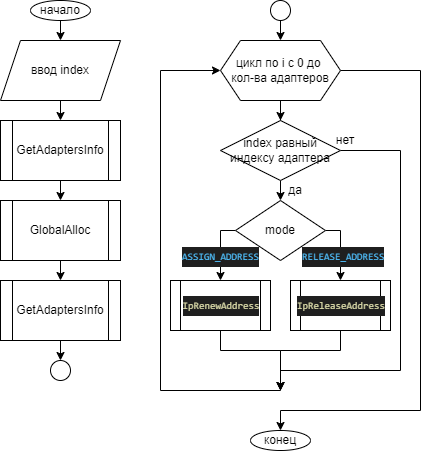 начало
ввод index
GetAdaptersInfo
GlobalAlloc
GetAdaptersInfo
цикл по i с 0 до
кол-ва адаптеров
index равный
индексу адаптера
нет
да
mode
ASSIGN_ADDRESS
RELEASE_ADDRESS
IpRenewAddress
IpReleaseAddress
конец